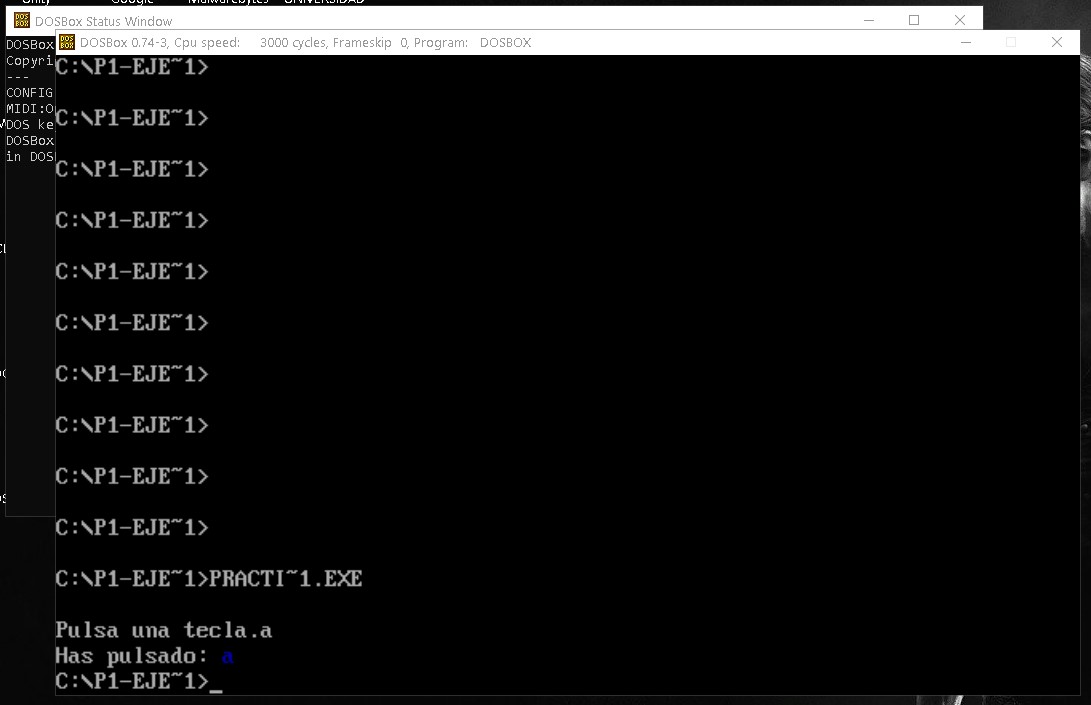 Unity Google Malwarebytes UNIVERSIDAD
DOSBox Status Window
DOSBox 0.74-3, Cpu speed: 3000 cycles, Frameskip 0, Program: DOSBOX
DOSBox
Copyri
---
CONFIG
MIDI:O
DOS ke
DOSBox
in DOS
C:\P1-EJE~1>
C:\P1-EJE~1>
C:\P1-EJE~1>
C:\P1-EJE~1>
C:\P1-EJE~1>
C:\P1-EJE~1>
C:\P1-EJE~1>
C:\P1-EJE~1>
C:\P1-EJE~1>
C:\P1-EJE~1>
C:\P1-EJE~1>PRACTI~1.EXE
Pulsa una tecla.a
Has pulsado: a
C:\P1-EJE~1>_